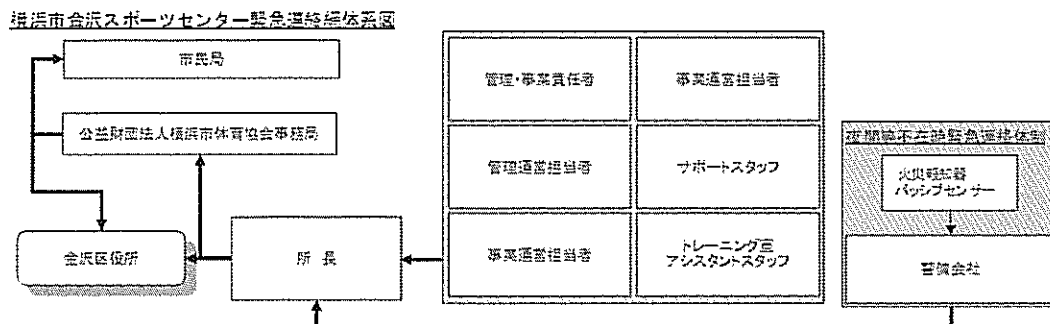 横浜市金沢スポーツセンター緊急連絡網体系図
市民局
公益財団法人横浜市体育協会事務局
金沢区役所
所 長
管理・事業責任者
事業運営担当者
管理運営担当者
サポートスタッフ
事業運営担当者
トレーニング室
アシスタントスタッフ
夜間等不在時緊急連絡体制
火災報知器
パッシブセンサー
警備会社